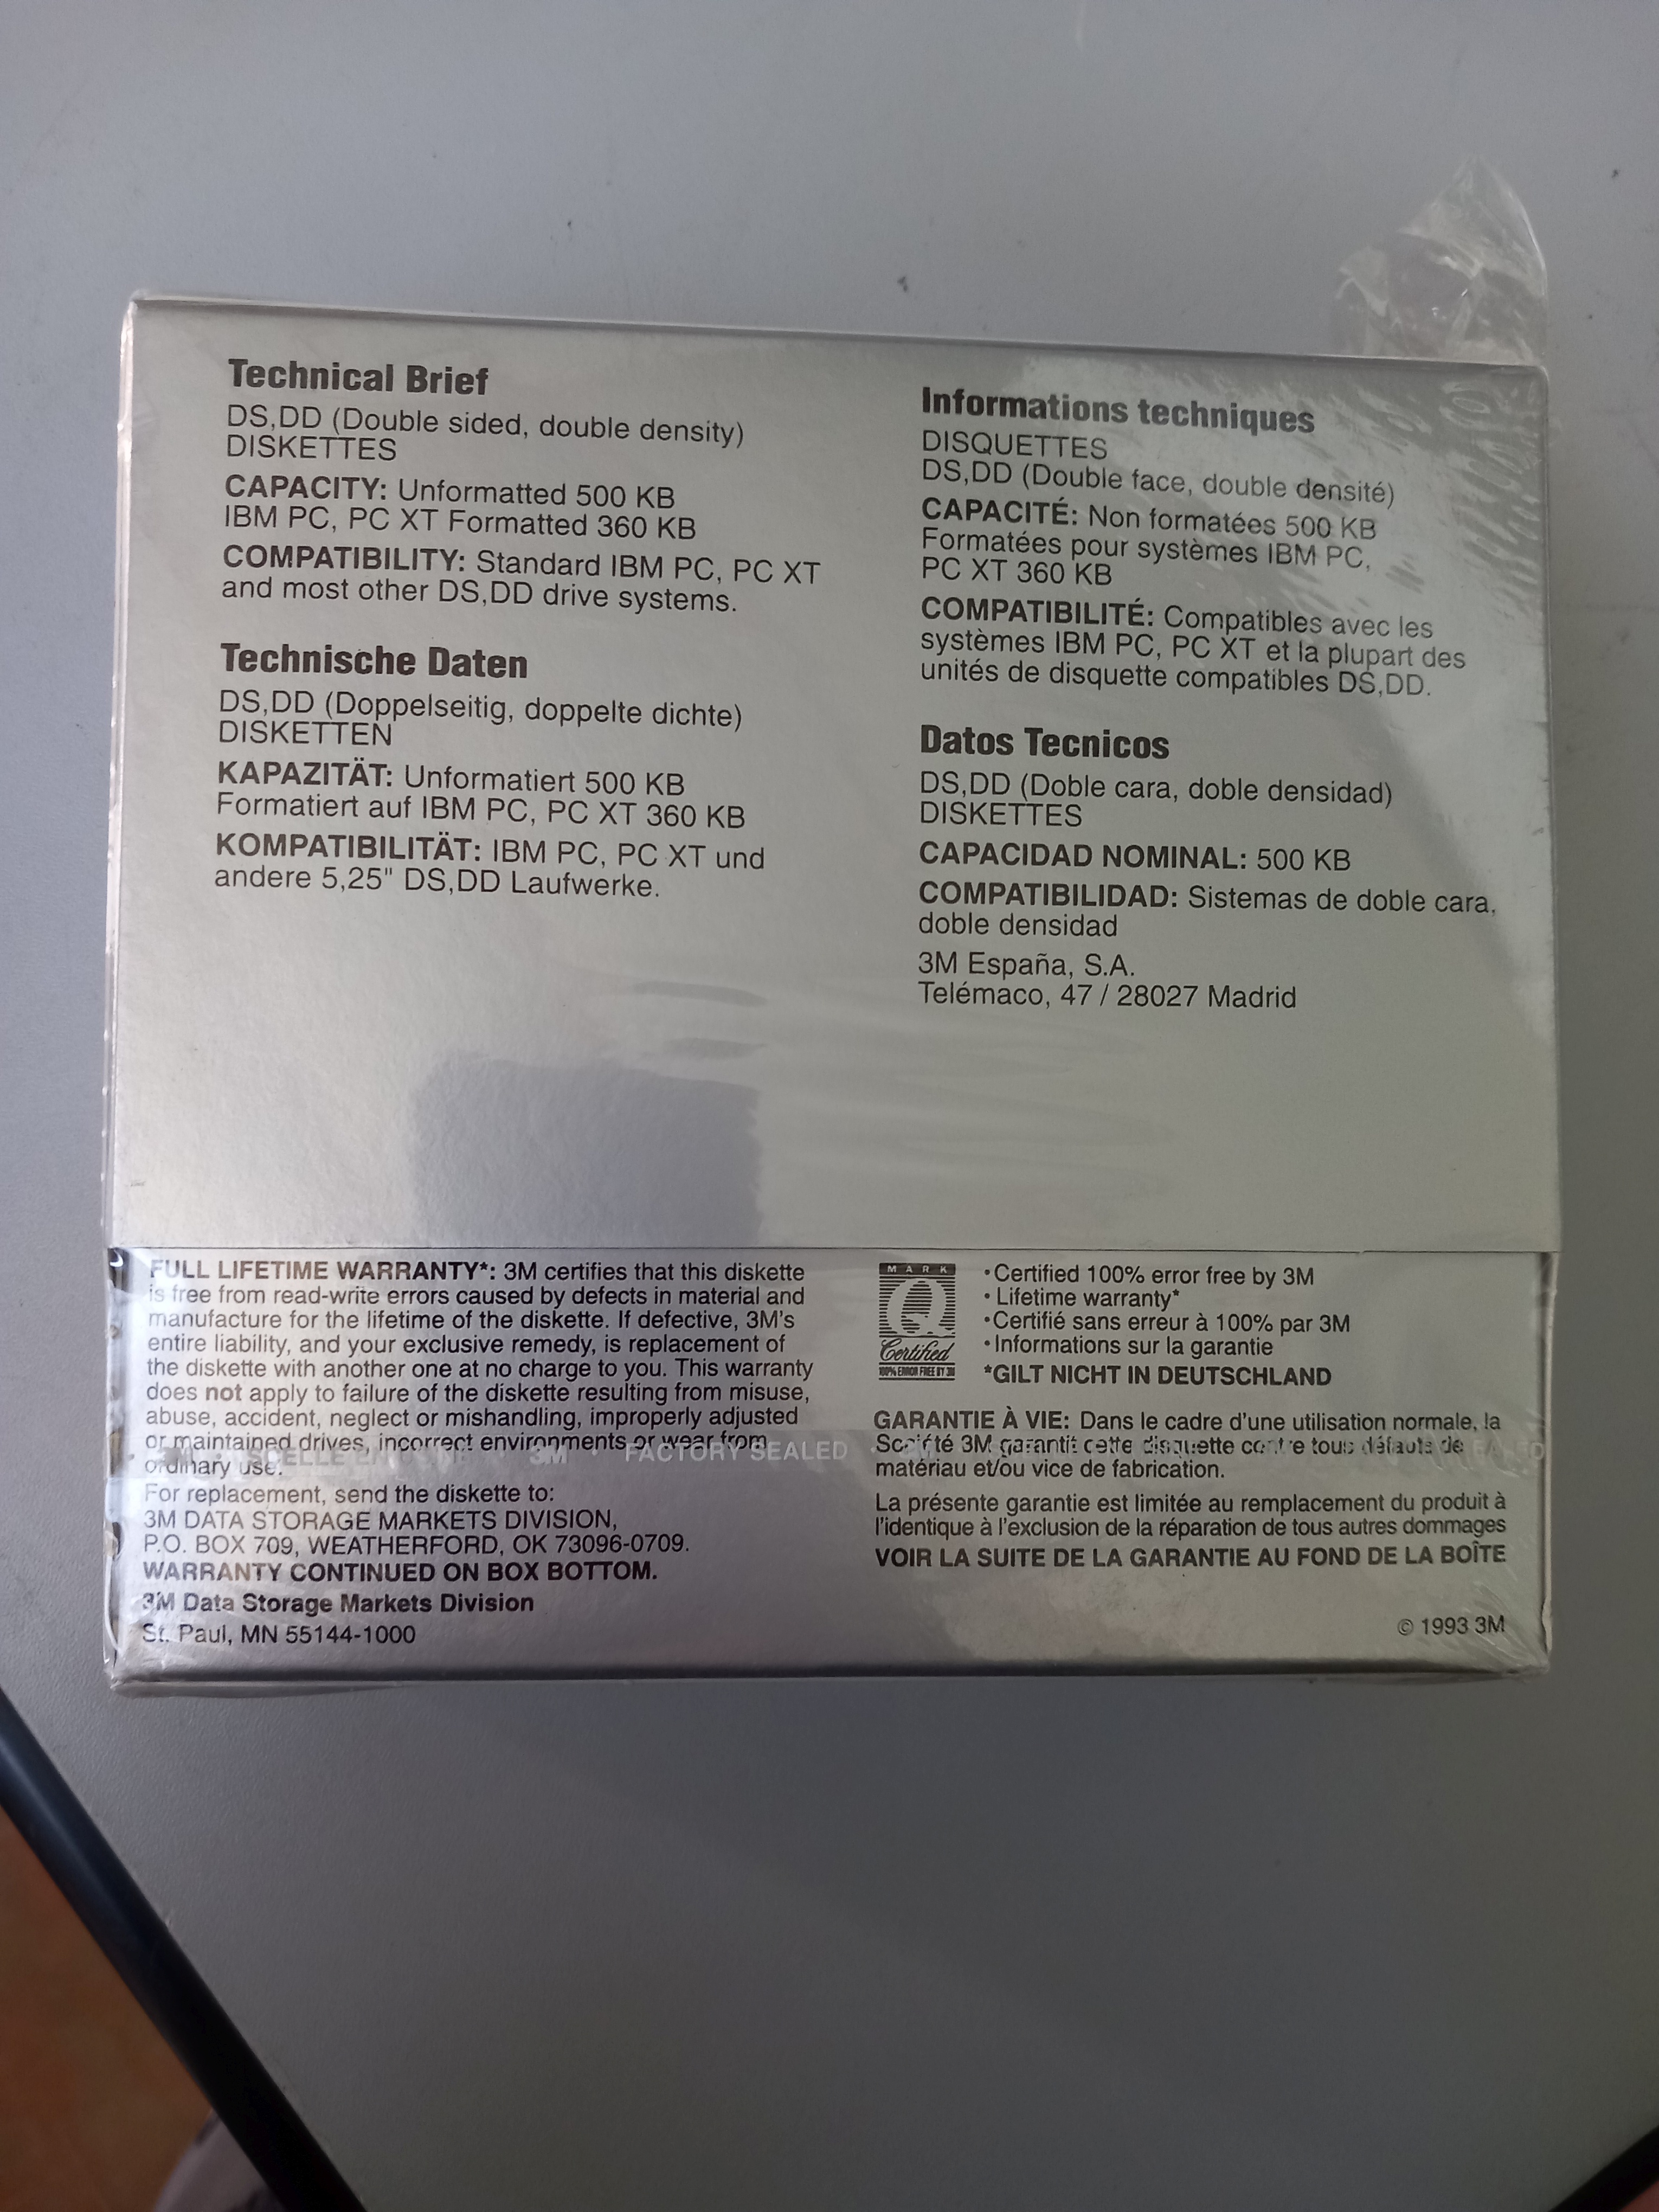 Technical Brief
DS,DD (Double sided, double density)
DISKETTES
CAPACITY: Unformatted 500 KB
IBM PC, PC XT Formatted 360 KB
COMPATIBILITY: Standard IBM PC, PC XT
and most other DS,DD drive systems.
Technische Daten
DS,DD (Doppelseitig, doppelte dichte)
DISKETTEN
KAPAZITÄT: Unformatiert 500 KB
Formatiert auf IBM PC, PC XT 360 KB
KOMPATIBILITÄT: IBM PC, PC XT und
andere 5,25" DS,DD Laufwerke.
Informations techniques
DISQUETTES
DS,DD (Double face, double densité)
CAPACITÉ: Non formatées 500 KB
Formatées pour systèmes IBM PC,
PC XT 360 KB
COMPATIBILITÉ: Compatibles avec les
systèmes IBM PC, PC XT et la plupart des
unités de disquette compatibles DS,DD.
Datos Tecnicos
DS,DD (Doble cara, doble densidad)
DISKETTES
CAPACIDAD NOMINAL: 500 KB
COMPATIBILIDAD: Sistemas de doble cara,
doble densidad
3M España, S.A.
Telémaco, 47 / 28027 Madrid
FULL LIFETIME WARRANTY*: 3M certifies that this diskette
is free from read-write errors caused by defects in material and
manufacture for the lifetime of the diskette. If defective, 3M's
entire liability, and your exclusive remedy, is replacement of
the diskette with another one at no charge to you. This warranty
does not apply to failure of the diskette resulting from misuse,
abuse, accident, neglect or mishandling, improperly adjusted
or maintained drives, incorrect environments or wear from
ordinary use.
3M • FACTORY SEALED
For replacement, send the diskette to:
3M DATA STORAGE MARKETS DIVISION,
P.O. BOX 709, WEATHERFORD, OK 73096-0709.
WARRANTY CONTINUED ON BOX BOTTOM.
3M Data Storage Markets Division
St. Paul, MN 55144-1000
MARK
Q
Certified
100% ERROR FREE BY 3M
• Certified 100% error free by 3M
• Lifetime warranty*
• Certifié sans erreur à 100% par 3M
• Informations sur la garantie
*GILT NICHT IN DEUTSCHLAND
GARANTIE À VIE: Dans le cadre d'une utilisation normale, la
Société 3M garantit cette disquette contre tous défauts de
matériau et/ou vice de fabrication.
La présente garantie est limitée au remplacement du produit à
l'identique à l'exclusion de la réparation de tous autres dommages
VOIR LA SUITE DE LA GARANTIE AU FOND DE LA BOÎTE
© 1993 3M